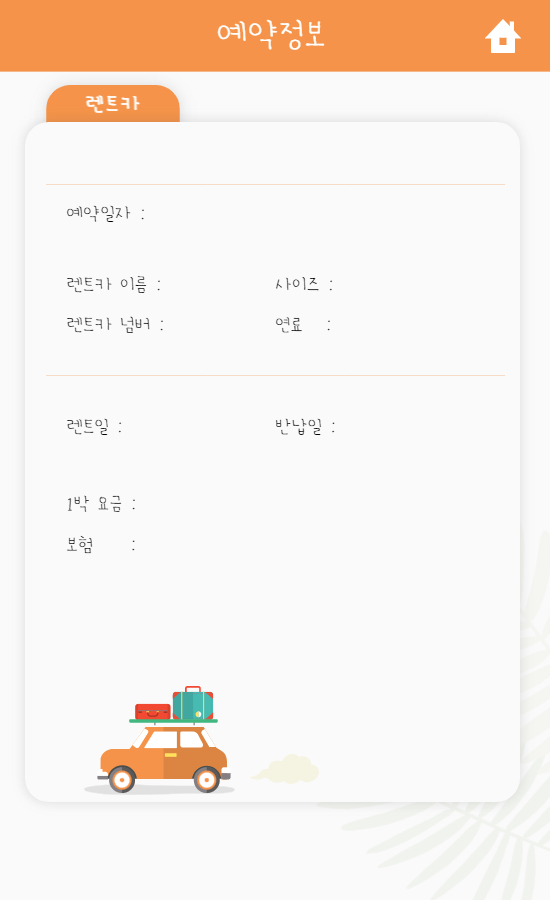 예약정보
렌트카
예약일자 :
렌트카 이름 : 사이즈 :
렌트카 넘버 : 연료 :
렌트일 : 반납일 :
1박 요금 :
보험 :